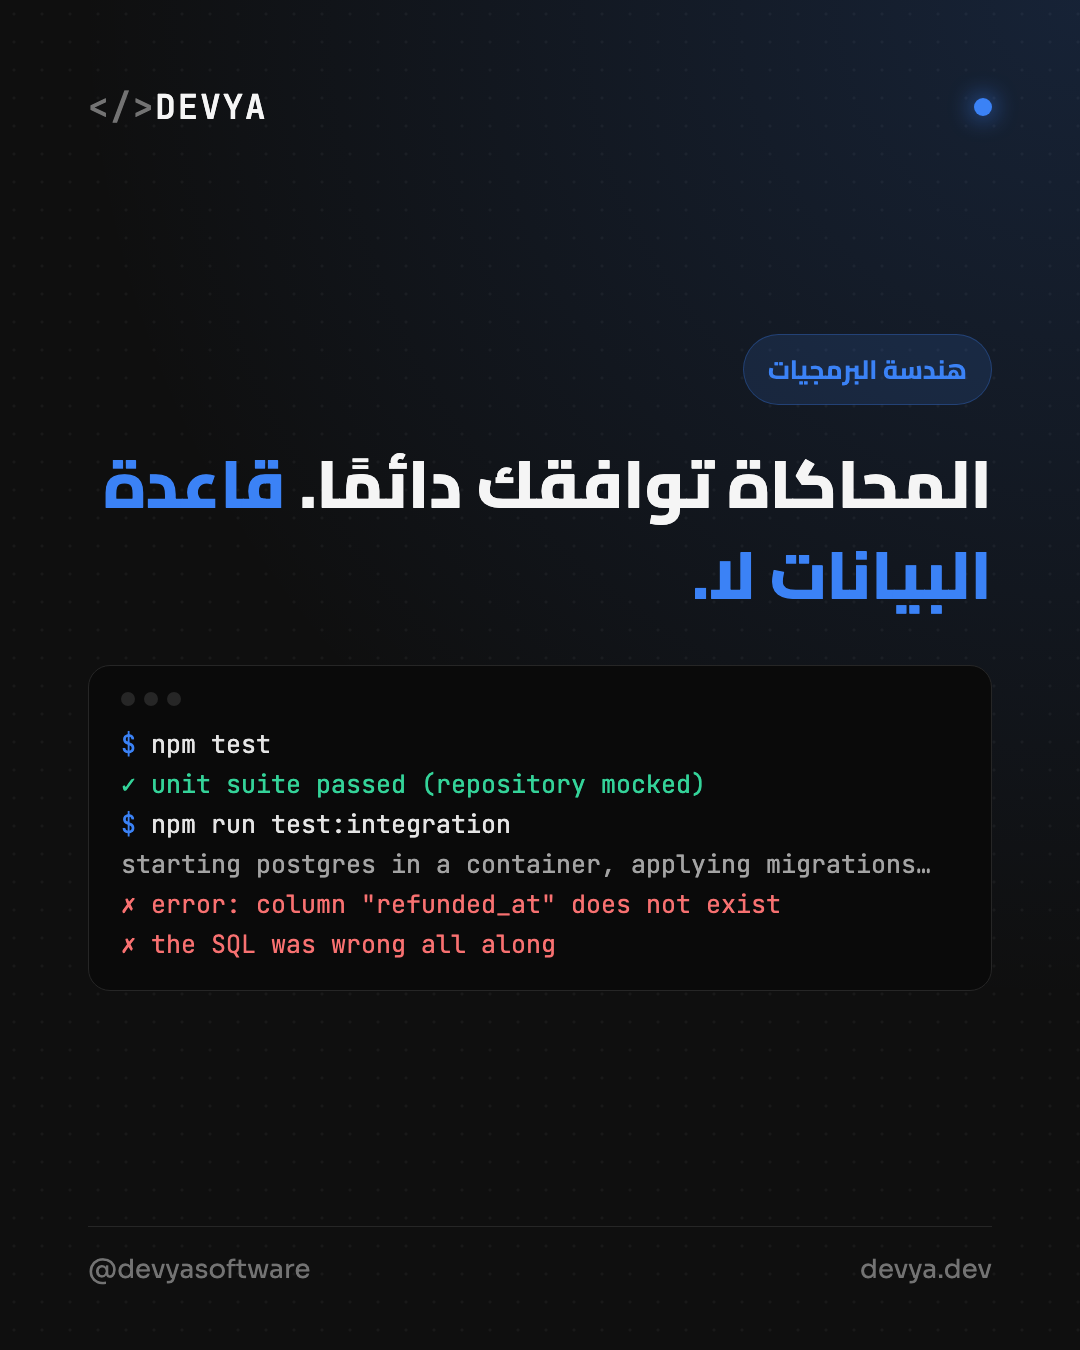 </>DEVYA
هندسة البرمجيات
المحاكاة توافقك دائمًا. قاعدة
البيانات لا.
$ npm test
✓ unit suite passed (repository mocked)
$ npm run test:integration
starting postgres in a container, applying migrations…
✗ error: column "refunded_at" does not exist
✗ the SQL was wrong all along
@devyasoftware
devya.dev